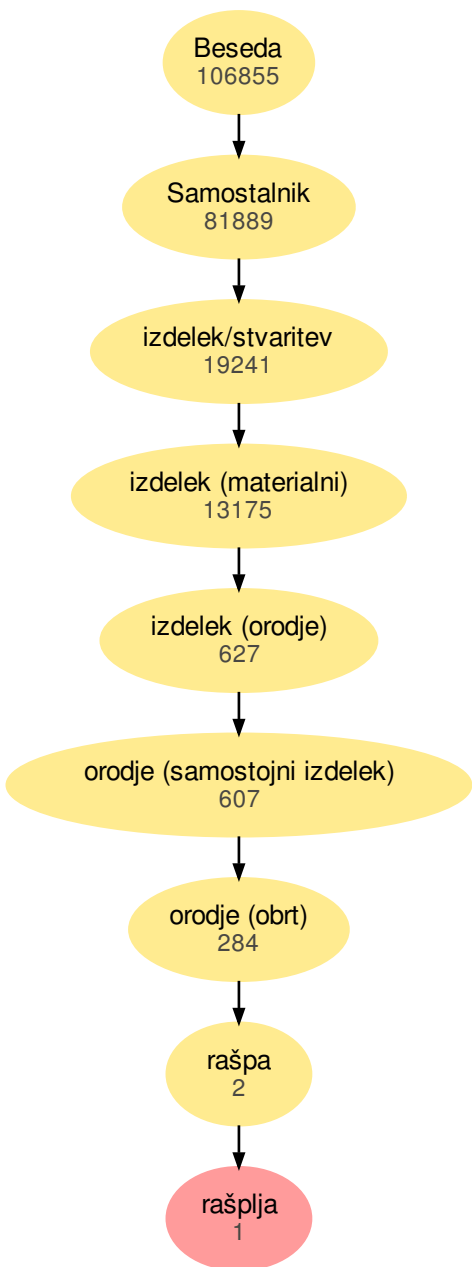 Beseda
106855
Samostalnik
81889
izdelek/stvaritev
19241
izdelek (materialni)
13175
izdelek (orodje)
627
orodje (samostojni izdelek)
607
orodje (obrt)
284
rašpa
2
rašplja
1